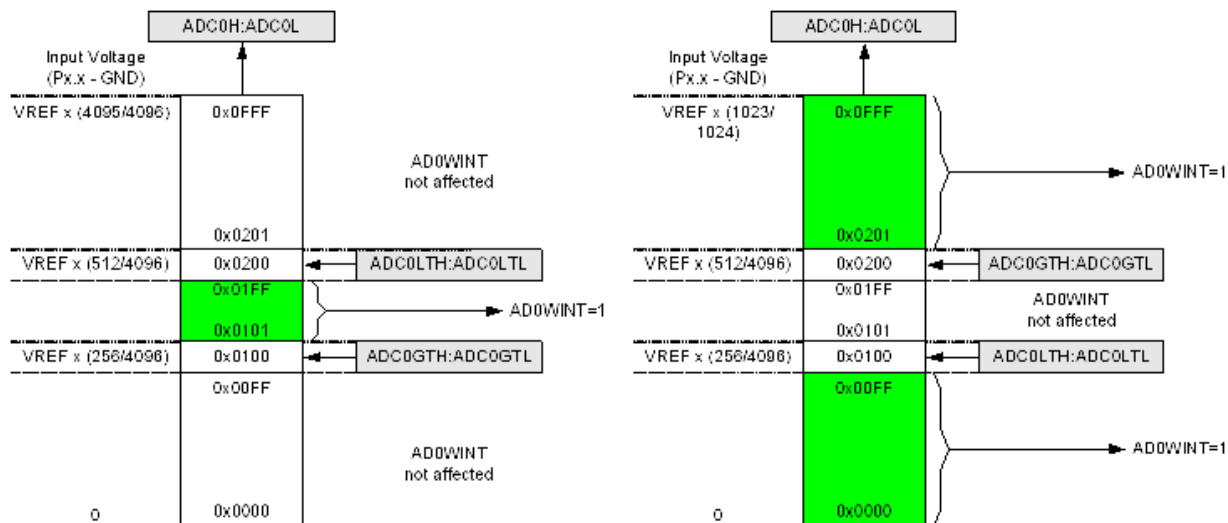 ADC0H:ADC0L
Input Voltage
(Px.x - GND)
VREF x (4095/4096)
0x0FFF
AD0WINT
not affected
0x0201
VREF x (512/4096)
0x0200
ADC0LTH:ADC0LTL
0x01FF
AD0WINT=1
0x0101
VREF x (256/4096)
0x0100
ADC0GTH:ADC0GTL
0x00FF
AD0WINT
not affected
0
0x0000
ADC0H:ADC0L
Input Voltage
(Px.x - GND)
VREF x (1023/
1024)
0x0FFF
AD0WINT=1
0x0201
VREF x (512/4096)
0x0200
ADC0GTH:ADC0GTL
0x01FF
AD0WINT
not affected
0x0101
VREF x (256/4096)
0x0100
ADC0LTH:ADC0LTL
0x00FF
AD0WINT=1
0
0x0000